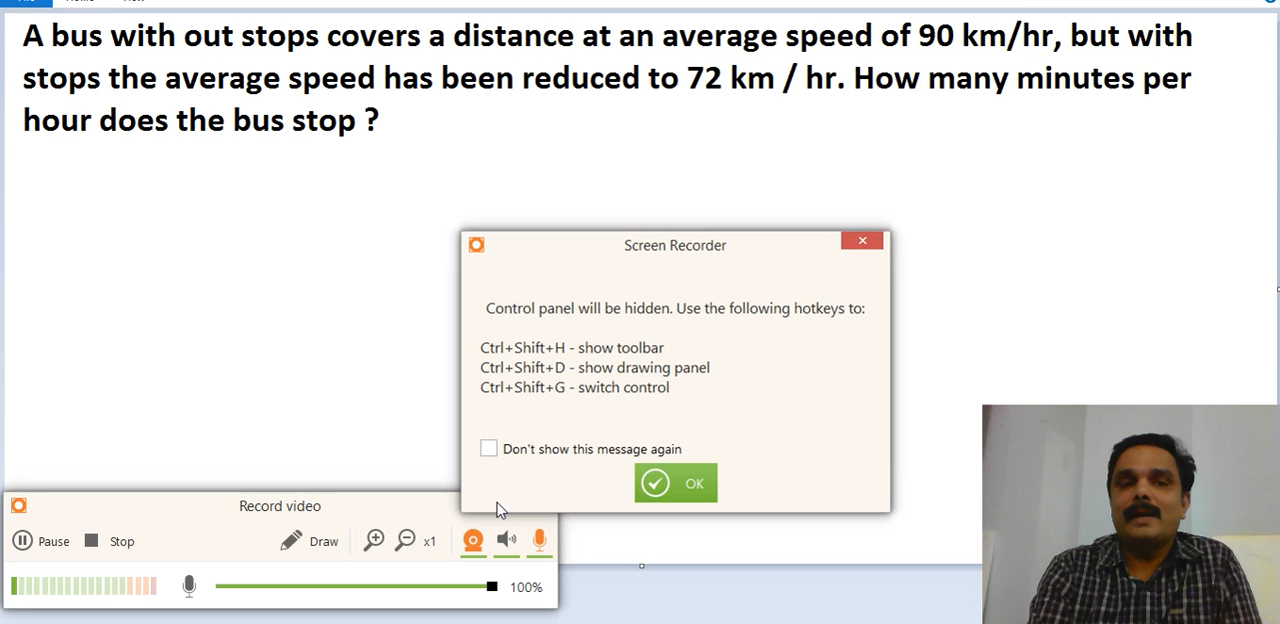 A bus with out stops covers a distance at an average speed of 90 km/hr, but with
stops the average speed has been reduced to 72 km / hr. How many minutes per
hour does the bus stop ?
Screen Recorder
Control panel will be hidden. Use the following hotkeys to:
Ctrl+Shift+H - show toolbar
Ctrl+Shift+D - show drawing panel
Ctrl+Shift+G - switch control
Don't show this message again
OK
Record video
Pause Stop Draw x1
100%